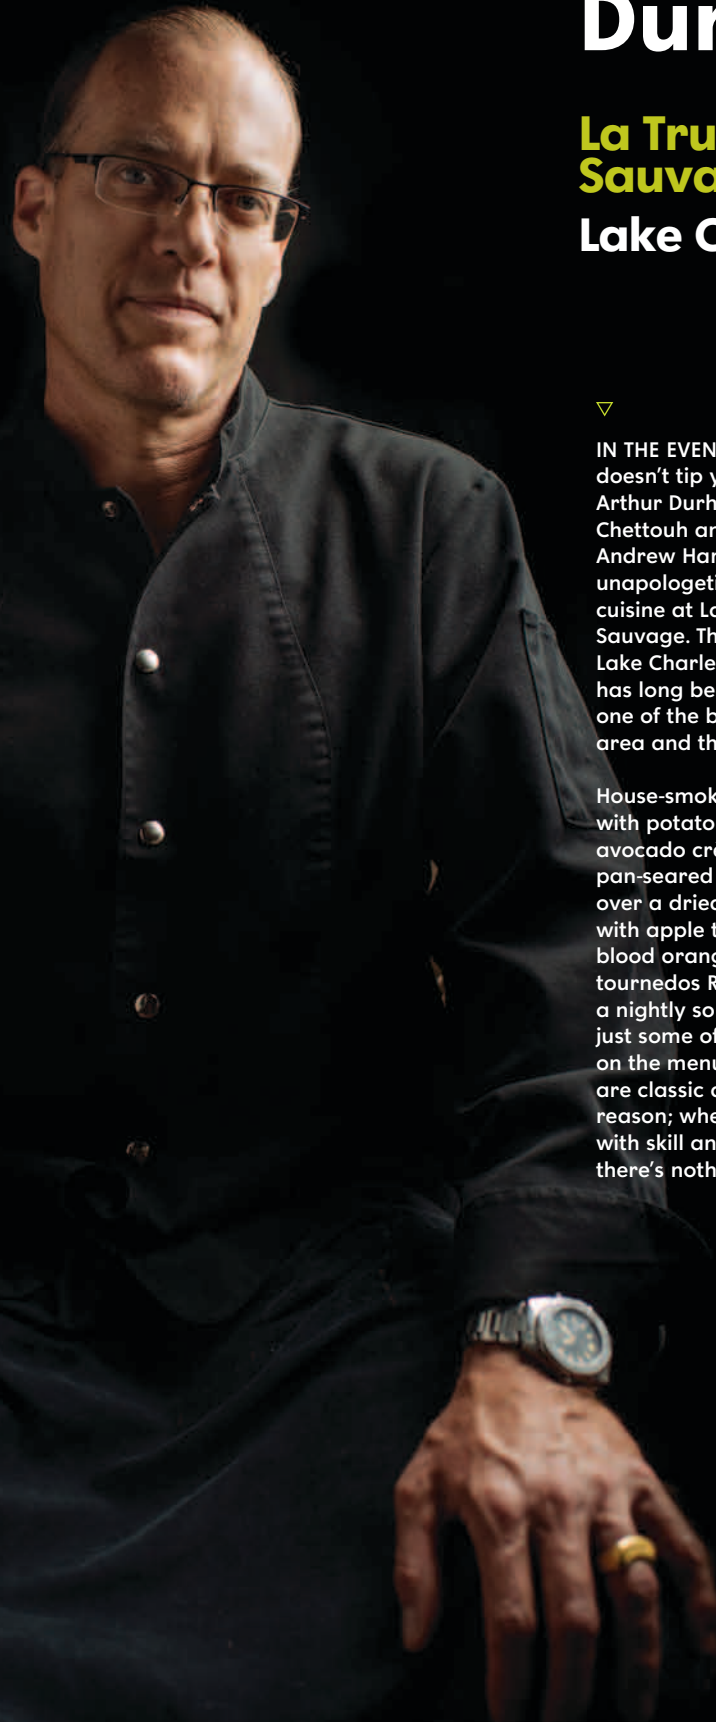 Dur
La Tru
Sauva
Lake C
IN THE EVEN
doesn’t tip y
Arthur Durh
Chettouh an
Andrew Har
unapologeti
cuisine at La
Sauvage. Th
Lake Charle
has long be
one of the b
area and th
House-smok
with potato
avocado cre
pan-seared
over a dried
with apple t
blood orang
tournedos R
a nightly so
just some of
on the menu
are classic c
reason; whe
with skill an
there’s noth